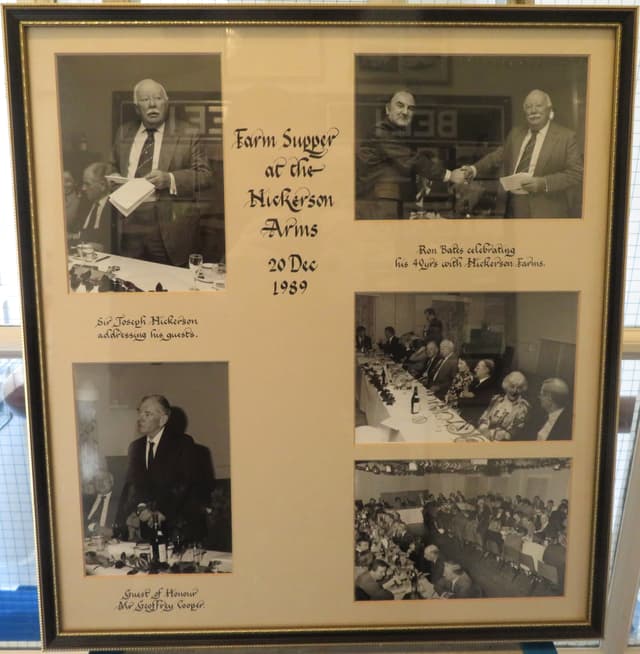 Farm Supper
at the
Hickerson
Arms
20 Dec
1989
Sir Joseph Hickerson
addressing his guests.
Ron Bates celebrating
his 40yrs with Hickerson Farms.
Guest of Honour
Mr Geoffrey Cooper.